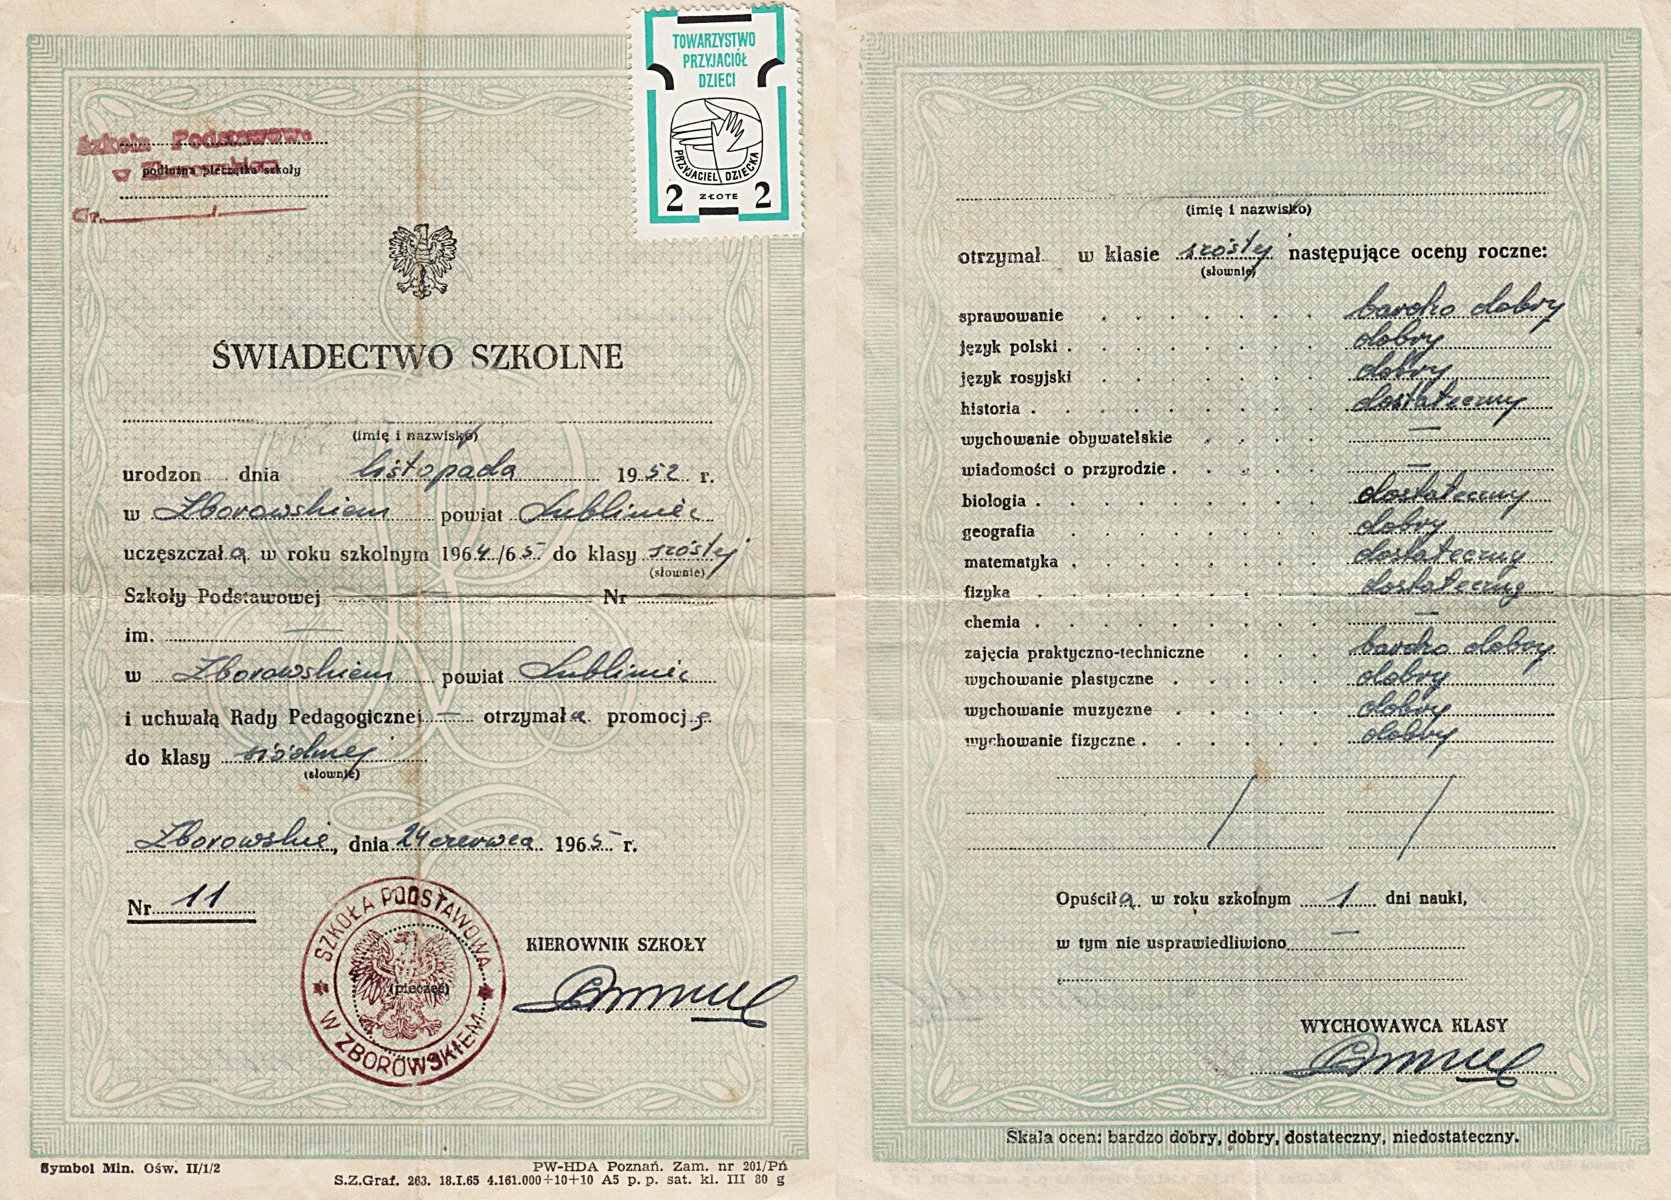 Szkoła Podstawowa
w Zborowskiem
podłużna pieczątka szkoły
TOWARZYSTWO
PRZYJACIÓŁ
DZIECI
PRZYJACIEL DZIECKA
2 ZŁOTE 2
ŚWIADECTWO SZKOLNE
(imię i nazwisko)
urodzon dnia listopada 1952 r.
w Zborowskiem powiat Lubliniec
uczęszczała w roku szkolnym 1964/65 do klasy szóstej
(słownie)
Szkoły Podstawowej — Nr —
im. —
w Zborowskiem powiat Lubliniec
i uchwałą Rady Pedagogicznej — otrzymała promocję
do klasy siódmej
(słownie)
Zborowskie, dnia 24 czerwca 1965 r.
Nr 11
SZKOŁA PODSTAWOWA
W ZBOROWSKIEM
(pieczęć)
KIEROWNIK SZKOŁY
Symbol Min. Ośw. II/1/2
PW-HDA Poznań. Zam. nr 201/Pń
S.Z.Graf. 263. 18.I.65 4.161.000+10+10 A5 p. p. sat. kl. III 80 g
(imię i nazwisko)
otrzymał w klasie szóstej następujące oceny roczne:
(słownie)
sprawowanie bardzo dobry
język polski dobry
język rosyjski dobry
historia dostateczny
wychowanie obywatelskie —
wiadomości o przyrodzie —
biologia dostateczny
geografia dobry
matematyka dostateczny
fizyka dostateczny
chemia —
zajęcia praktyczno-techniczne bardzo dobry
wychowanie plastyczne dobry
wychowanie muzyczne dobry
wychowanie fizyczne dobry
Opuściła w roku szkolnym 1 dni nauki,
w tym nie usprawiedliwiono —
WYCHOWAWCA KLASY
Skala ocen: bardzo dobry, dobry, dostateczny, niedostateczny.